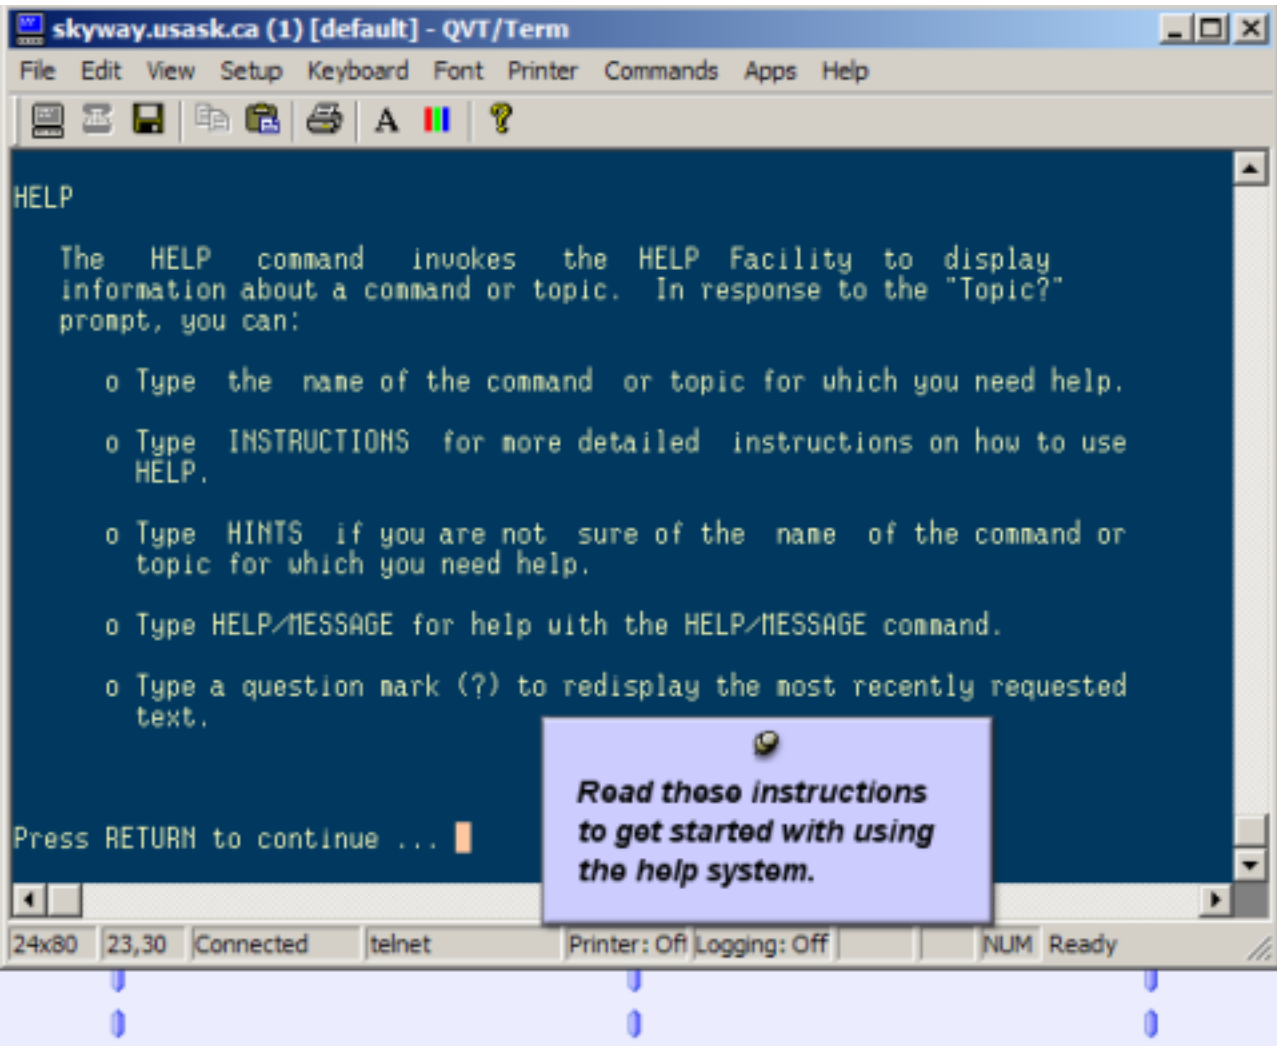 skyway.usask.ca (1) [default] - QVT/Term
File Edit View Setup Keyboard Font Printer Commands Apps Help
A
HELP
The HELP command invokes the HELP Facility to display
information about a command or topic. In response to the "Topic?"
prompt, you can:
o Type the name of the command or topic for which you need help.
o Type INSTRUCTIONS for more detailed instructions on how to use
HELP.
o Type HINTS if you are not sure of the name of the command or
topic for which you need help.
o Type HELP/MESSAGE for help with the HELP/MESSAGE command.
o Type a question mark (?) to redisplay the most recently requested
text.
Press RETURN to continue ...
Read these instructions
to get started with using
the help system.
24x80 23,30 Connected telnet Printer: Off Logging: Off NUM Ready